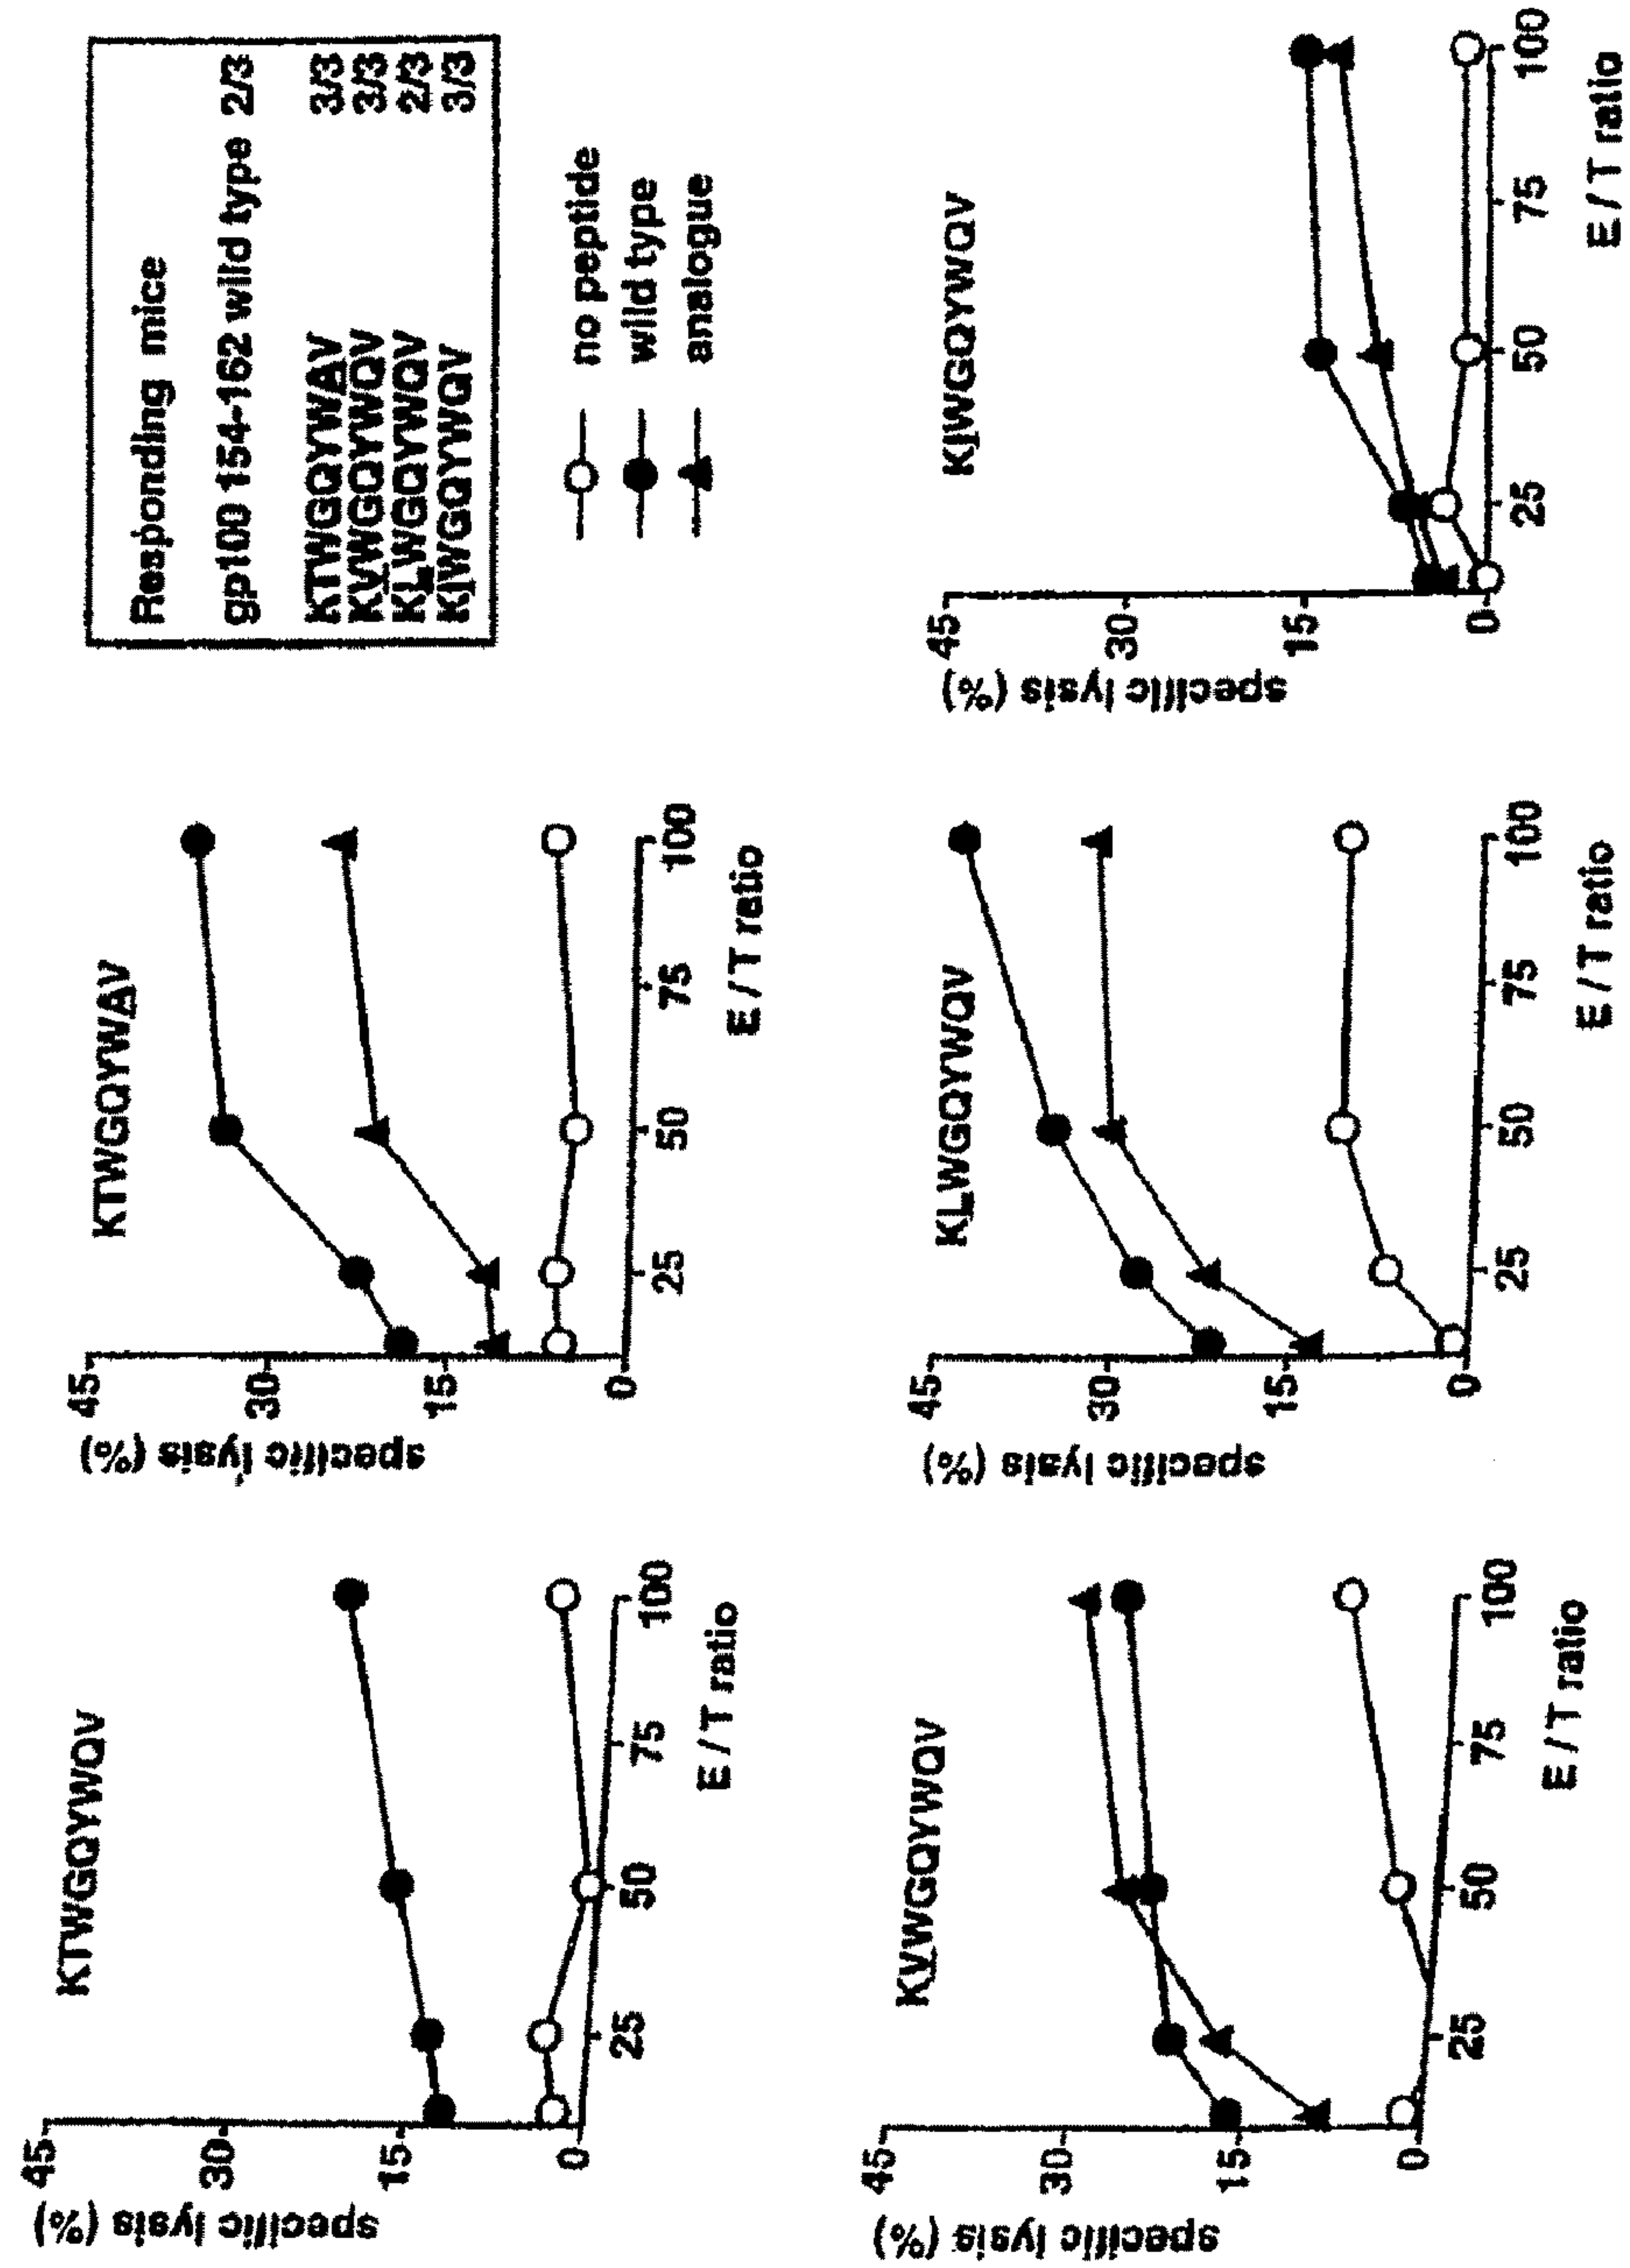 KTWGQYWQV
specific lysis (%)
45
30
15
0
25
50
75
100
E / T ratio
KTWGQYWAV
specific lysis (%)
45
30
15
0
25
50
75
100
E / T ratio
Responding mice
gp100 154-162 wild type 2/3
KTWGQYWAV 3/3
KVWGQYWQV 3/3
KLWGQYWQV 2/3
KIWGQYWQV 3/3
no peptide
wild type
analogue
KVWGQYWQV
specific lysis (%)
45
30
15
0
25
50
75
100
E / T ratio
KLWGQYWQV
specific lysis (%)
45
30
15
0
25
50
75
100
E / T ratio
KIWGQYWQV
specific lysis (%)
45
30
15
0
25
50
75
100
E / T ratio